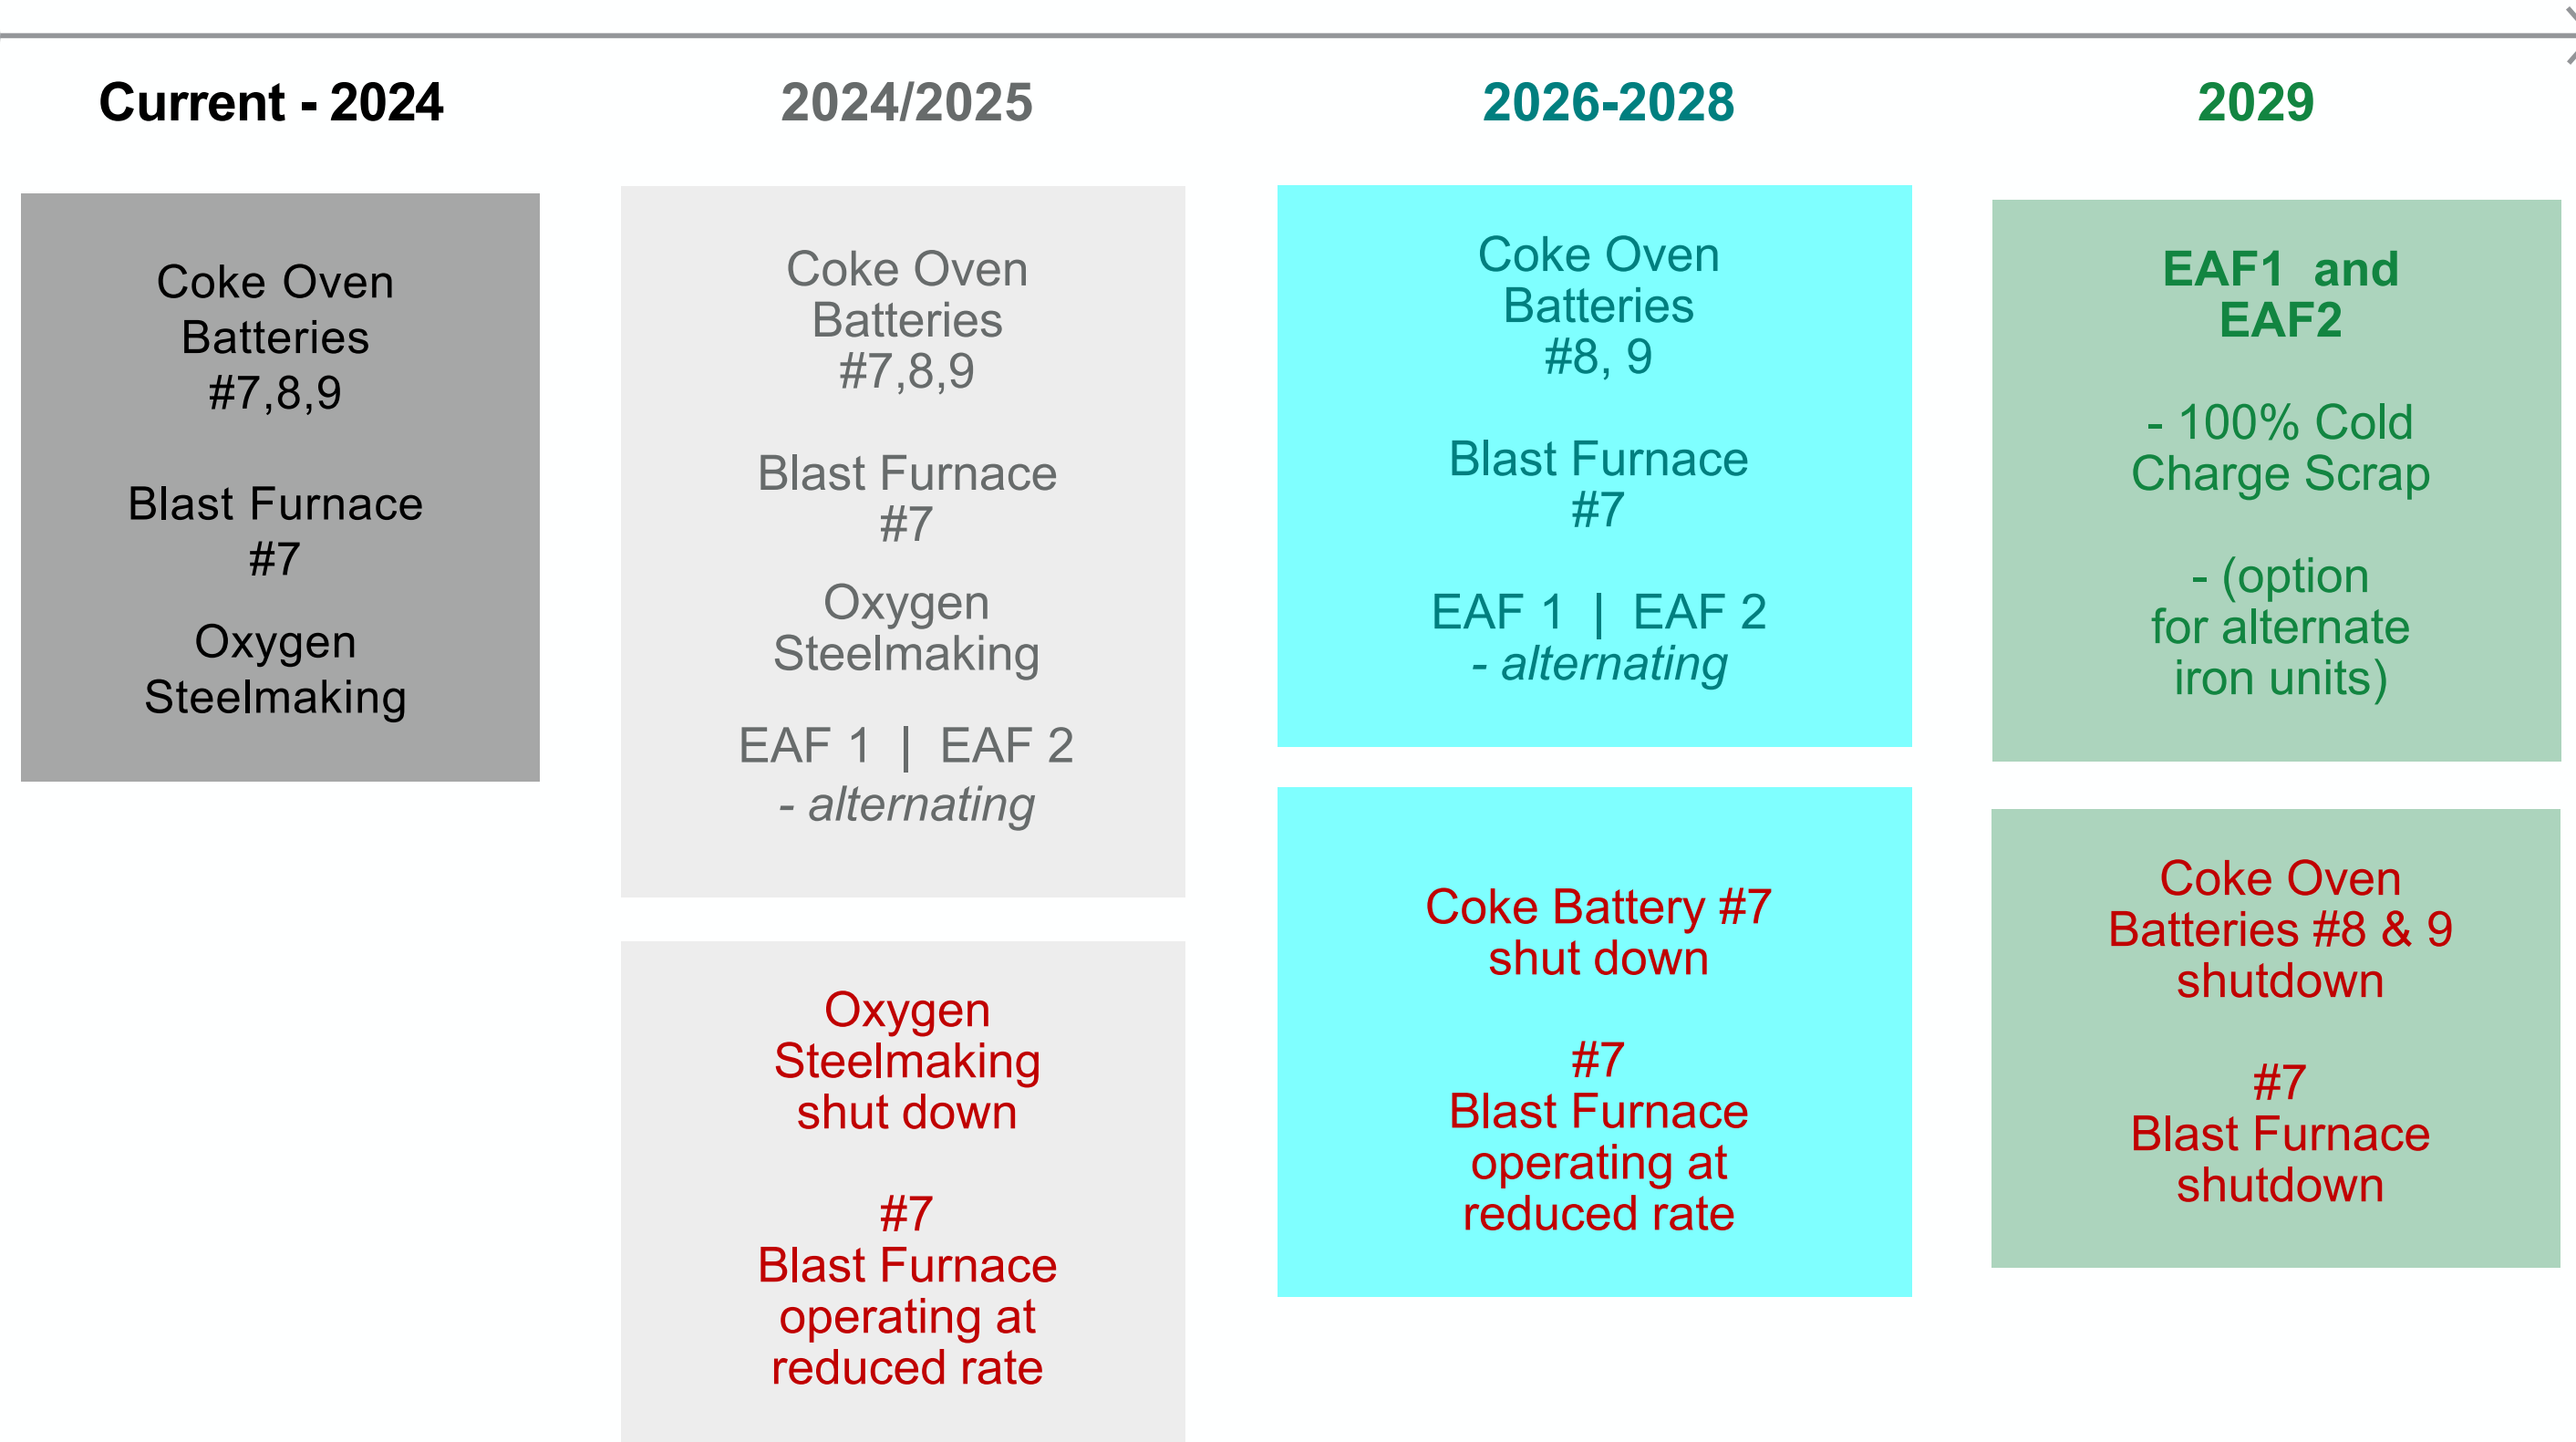 Current - 2024
Coke Oven
Batteries
#7,8,9
Blast Furnace
#7
Oxygen
Steelmaking
2024/2025
Coke Oven
Batteries
#7,8,9
Blast Furnace
#7
Oxygen
Steelmaking
EAF 1 | EAF 2
- alternating
Oxygen
Steelmaking
shut down
#7
Blast Furnace
operating at
reduced rate
2026-2028
Coke Oven
Batteries
#8, 9
Blast Furnace
#7
EAF 1 | EAF 2
- alternating
Coke Battery #7
shut down
#7
Blast Furnace
operating at
reduced rate
2029
EAF1 and
EAF2
- 100% Cold
Charge Scrap
- (option
for alternate
iron units)
Coke Oven
Batteries #8 & 9
shutdown
#7
Blast Furnace
shutdown